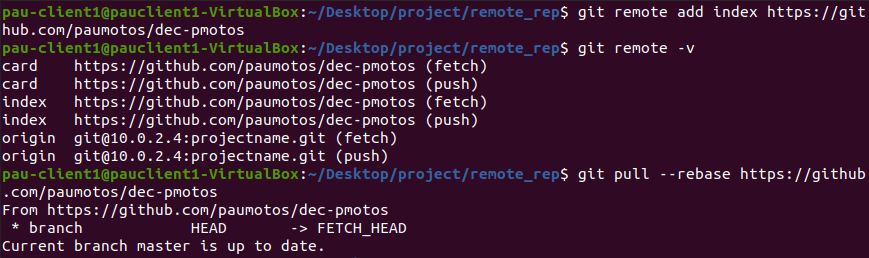 pau-client1@pauclient1-VirtualBox:~/Desktop/project/remote_rep$ git remote add index https://git
hub.com/paumotos/dec-pmotos
pau-client1@pauclient1-VirtualBox:~/Desktop/project/remote_rep$ git remote -v
card    https://github.com/paumotos/dec-pmotos (fetch)
card    https://github.com/paumotos/dec-pmotos (push)
index   https://github.com/paumotos/dec-pmotos (fetch)
index   https://github.com/paumotos/dec-pmotos (push)
origin  git@10.0.2.4:projectname.git (fetch)
origin  git@10.0.2.4:projectname.git (push)
pau-client1@pauclient1-VirtualBox:~/Desktop/project/remote_rep$ git pull --rebase https://github
.com/paumotos/dec-pmotos
From https://github.com/paumotos/dec-pmotos
 * branch            HEAD       -> FETCH_HEAD
Current branch master is up to date.